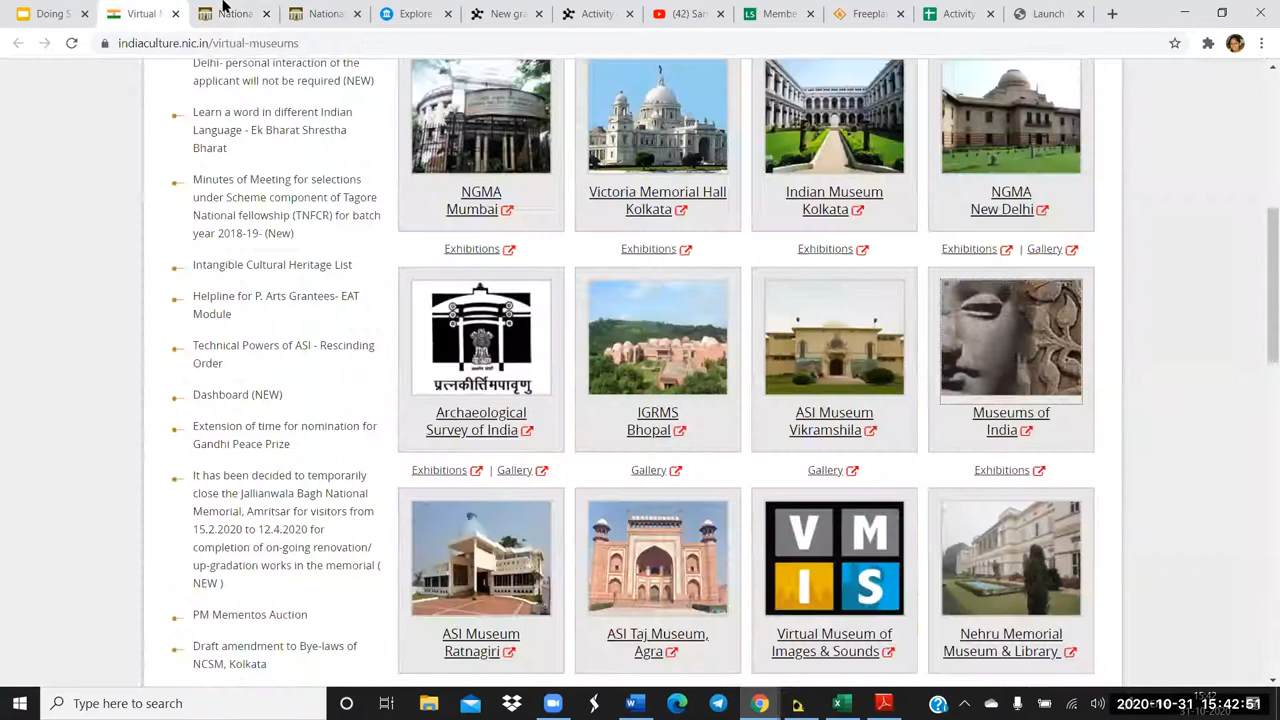 Doing S
Virtual M
Nationa
National
Explore
New gra
Activity
(42) Sar
Membe
Freeplar
Activity
Launch
indiaculture.nic.in/virtual-museums
Delhi- personal interaction of the
applicant will not be required (NEW)
Learn a word in different Indian
Language - Ek Bharat Shrestha
Bharat
Minutes of Meeting for selections
under Scheme component of Tagore
National fellowship (TNFCR) for batch
year 2018-19- (New)
Intangible Cultural Heritage List
Helpline for P. Arts Grantees- EAT
Module
Technical Powers of ASI - Rescinding
Order
Dashboard (NEW)
Extension of time for nomination for
Gandhi Peace Prize
It has been decided to temporarily
close the Jallianwala Bagh National
Memorial, Amritsar for visitors from
15.2.2020 to 12.4.2020 for
completion of on-going renovation/
up-gradation works in the memorial (
NEW )
PM Mementos Auction
Draft amendment to Bye-laws of
NCSM, Kolkata
NGMA
Mumbai
Victoria Memorial Hall
Kolkata
Indian Museum
Kolkata
NGMA
New Delhi
Exhibitions
Exhibitions
Exhibitions
Exhibitions | Gallery
प्रत्नकीर्तिमपावृणु
Archaeological
Survey of India
IGRMS
Bhopal
ASI Museum
Vikramshila
Museums of
India
Exhibitions | Gallery
Gallery
Gallery
Exhibitions
V M
I S
ASI Museum
Ratnagiri
ASI Taj Museum,
Agra
Virtual Museum of
Images & Sounds
Nehru Memorial
Museum & Library
Type here to search
15:42
31-10-2020
2020-10-31 15:42:51